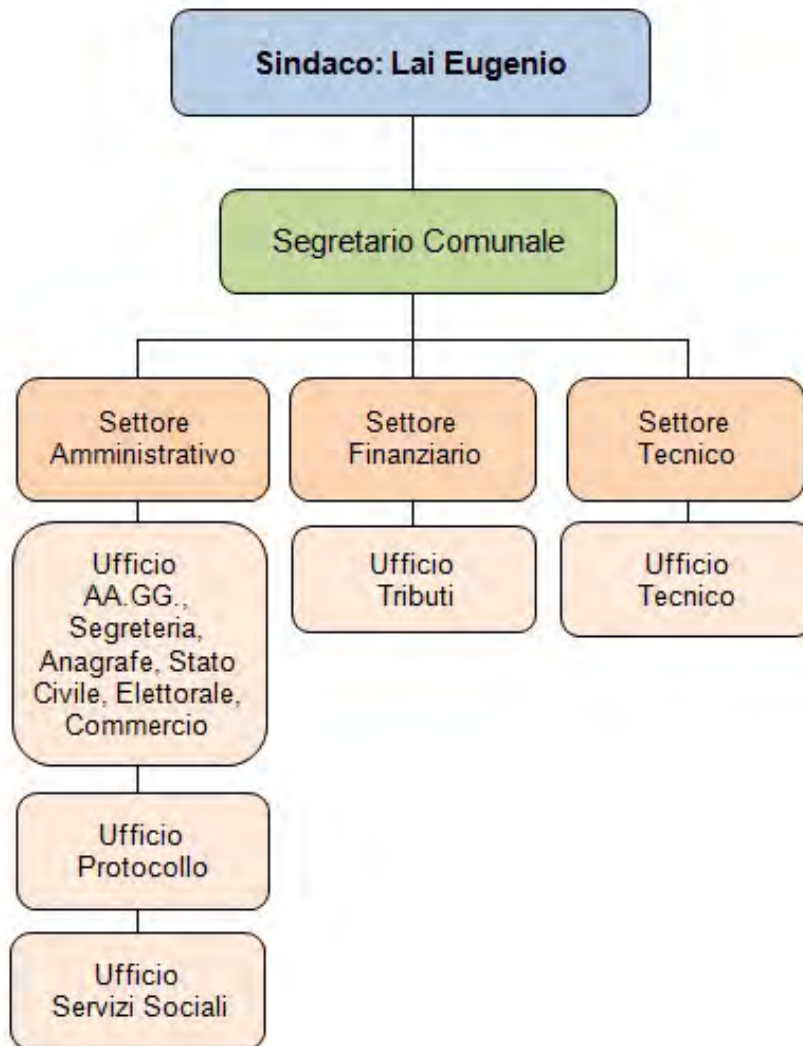 Sindaco: Lai Eugenio
Segretario Comunale
Settore
Amministrativo
Settore
Finanziario
Settore
Tecnico
Ufficio
AA.GG.,
Segreteria,
Anagrafe, Stato
Civile, Elettorale,
Commercio
Ufficio
Tributi
Ufficio
Tecnico
Ufficio
Protocollo
Ufficio
Servizi Sociali